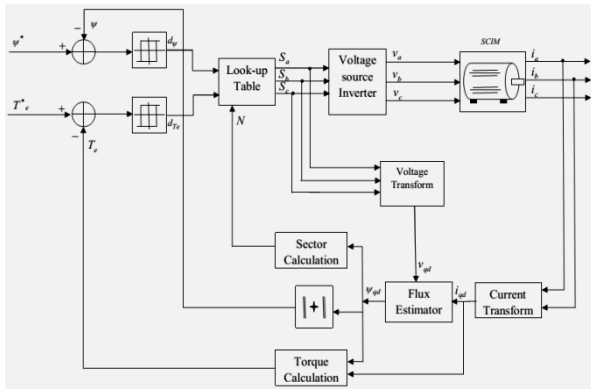 − ψ
ψ* +
dψ
Look-up
Table
Sa
Sb
Sc
Voltage
source
Inverter
va
vb
vc
SCIM
ia
ib
ic
T*e +
dTe
− Te
N
Voltage
Transform
Sector
Calculation
vqd
ψqd
Flux
Estimator
iqd
Current
Transform
|+|
Torque
Calculation